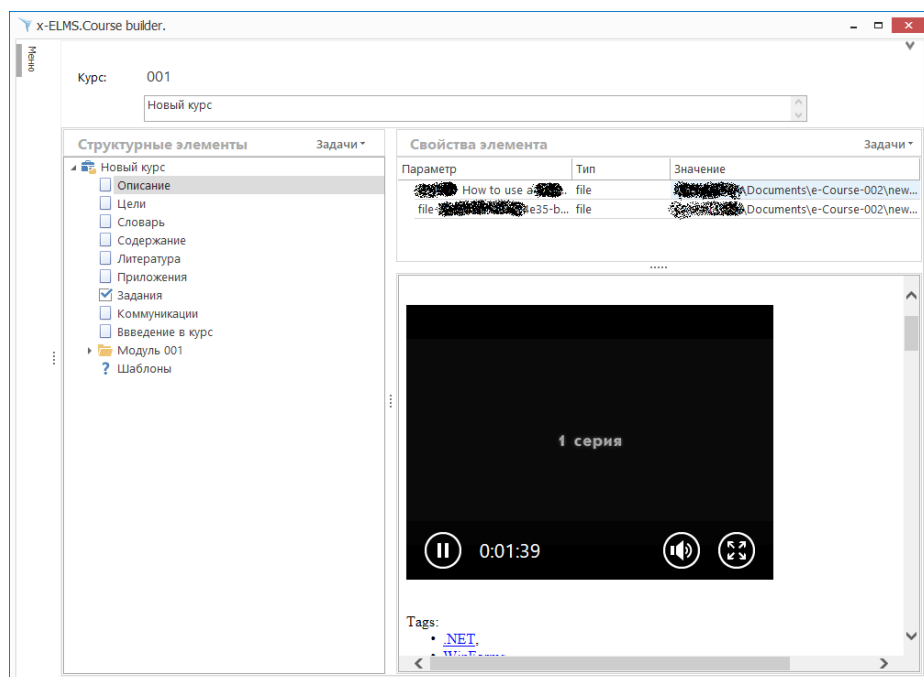 x-ELMS.Course builder.
Меню
Курс: 001
Новый курс
Структурные элементы Задачи
Новый курс
Описание
Цели
Словарь
Содержание
Литература
Приложения
Задания
Коммуникации
Ввведение в курс
Модуль 001
? Шаблоны
Свойства элемента Задачи
Параметр Тип Значение
How to use a file \Documents\e-Course-002\new...
file- 4e35-b... file \Documents\e-Course-002\new...
1 серия
0:01:39
Tags:
• .NET,
• WinForms